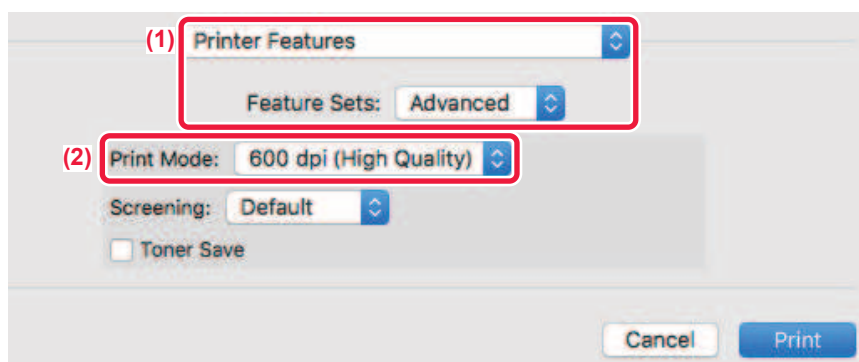 (1) Printer Features
Feature Sets: Advanced
(2) Print Mode: 600 dpi (High Quality)
Screening: Default
Toner Save
Cancel Print